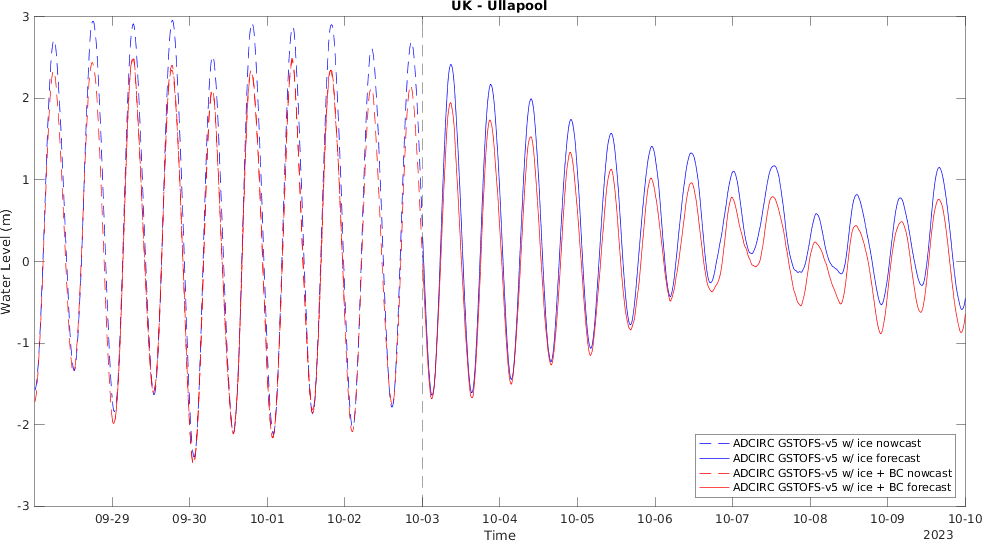 UK - Ullapool
3
2
1
0
-1
-2
-3
Water Level (m)
09-29
09-30
10-01
10-02
10-03
10-04
10-05
10-06
10-07
10-08
10-09
10-10
Time
2023
ADCIRC GSTOFS-v5 w/ ice nowcast
ADCIRC GSTOFS-v5 w/ ice forecast
ADCIRC GSTOFS-v5 w/ ice + BC nowcast
ADCIRC GSTOFS-v5 w/ ice + BC forecast